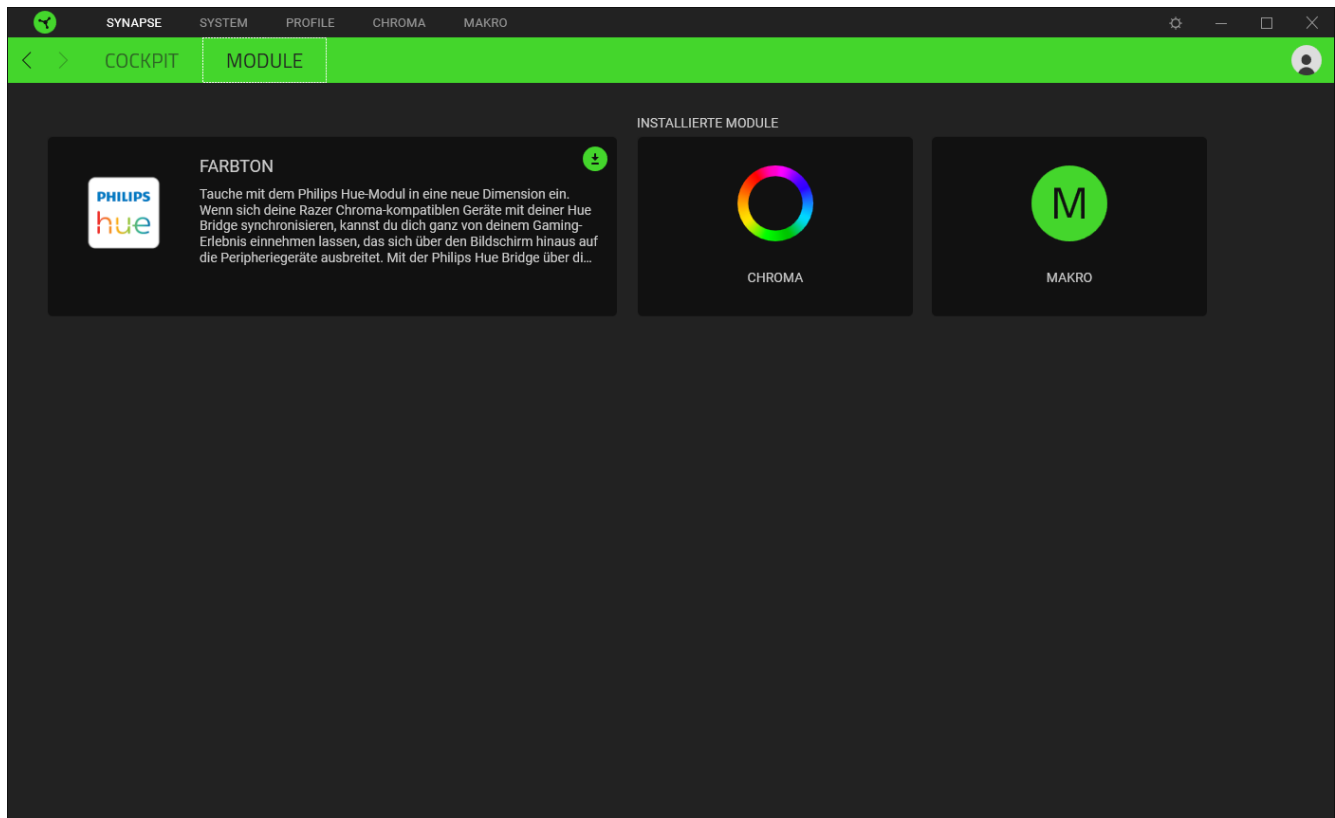 SYNAPSE SYSTEM PROFILE CHROMA MAKRO
COCKPIT MODULE
INSTALLIERTE MODULE
PHILIPS
hue
FARBTON
Tauche mit dem Philips Hue-Modul in eine neue Dimension ein.
Wenn sich deine Razer Chroma-kompatiblen Geräte mit deiner Hue
Bridge synchronisieren, kannst du dich ganz von deinem Gaming-
Erlebnis einnehmen lassen, das sich über den Bildschirm hinaus auf
die Peripheriegeräte ausbreitet. Mit der Philips Hue Bridge über di...
CHROMA
M
MAKRO